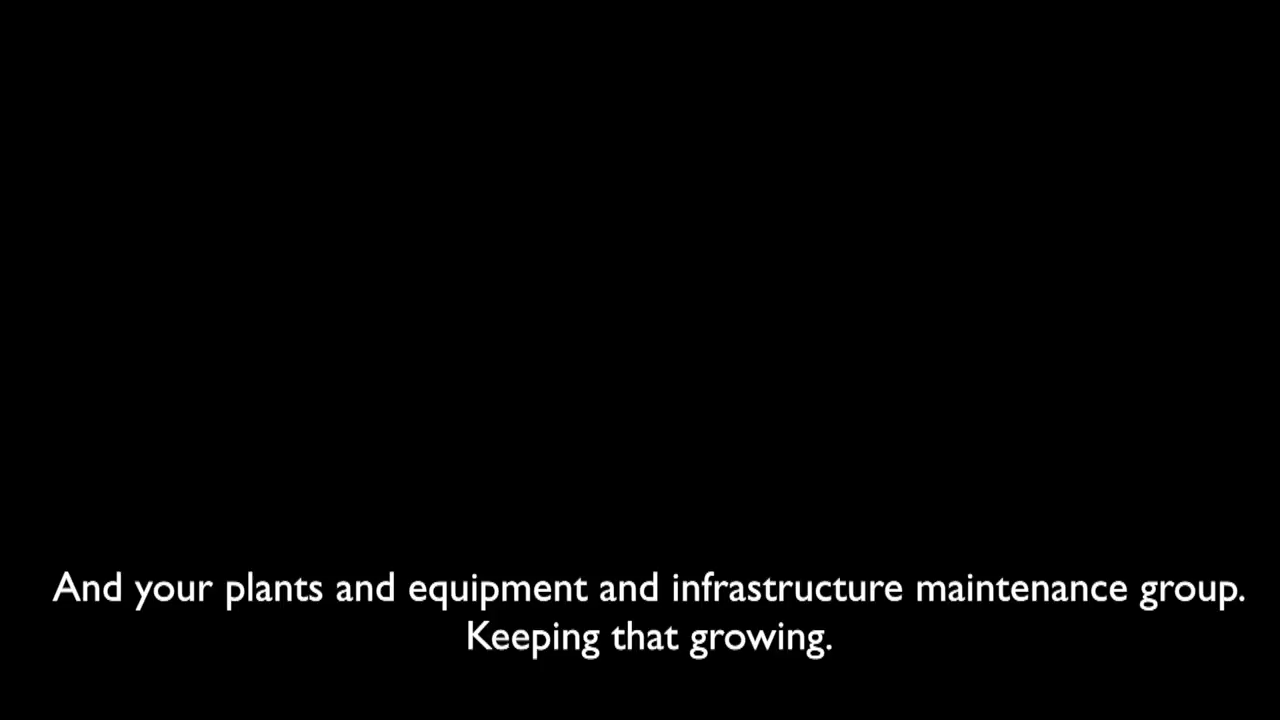 And your plants and equipment and infrastructure maintenance group.
Keeping that growing.